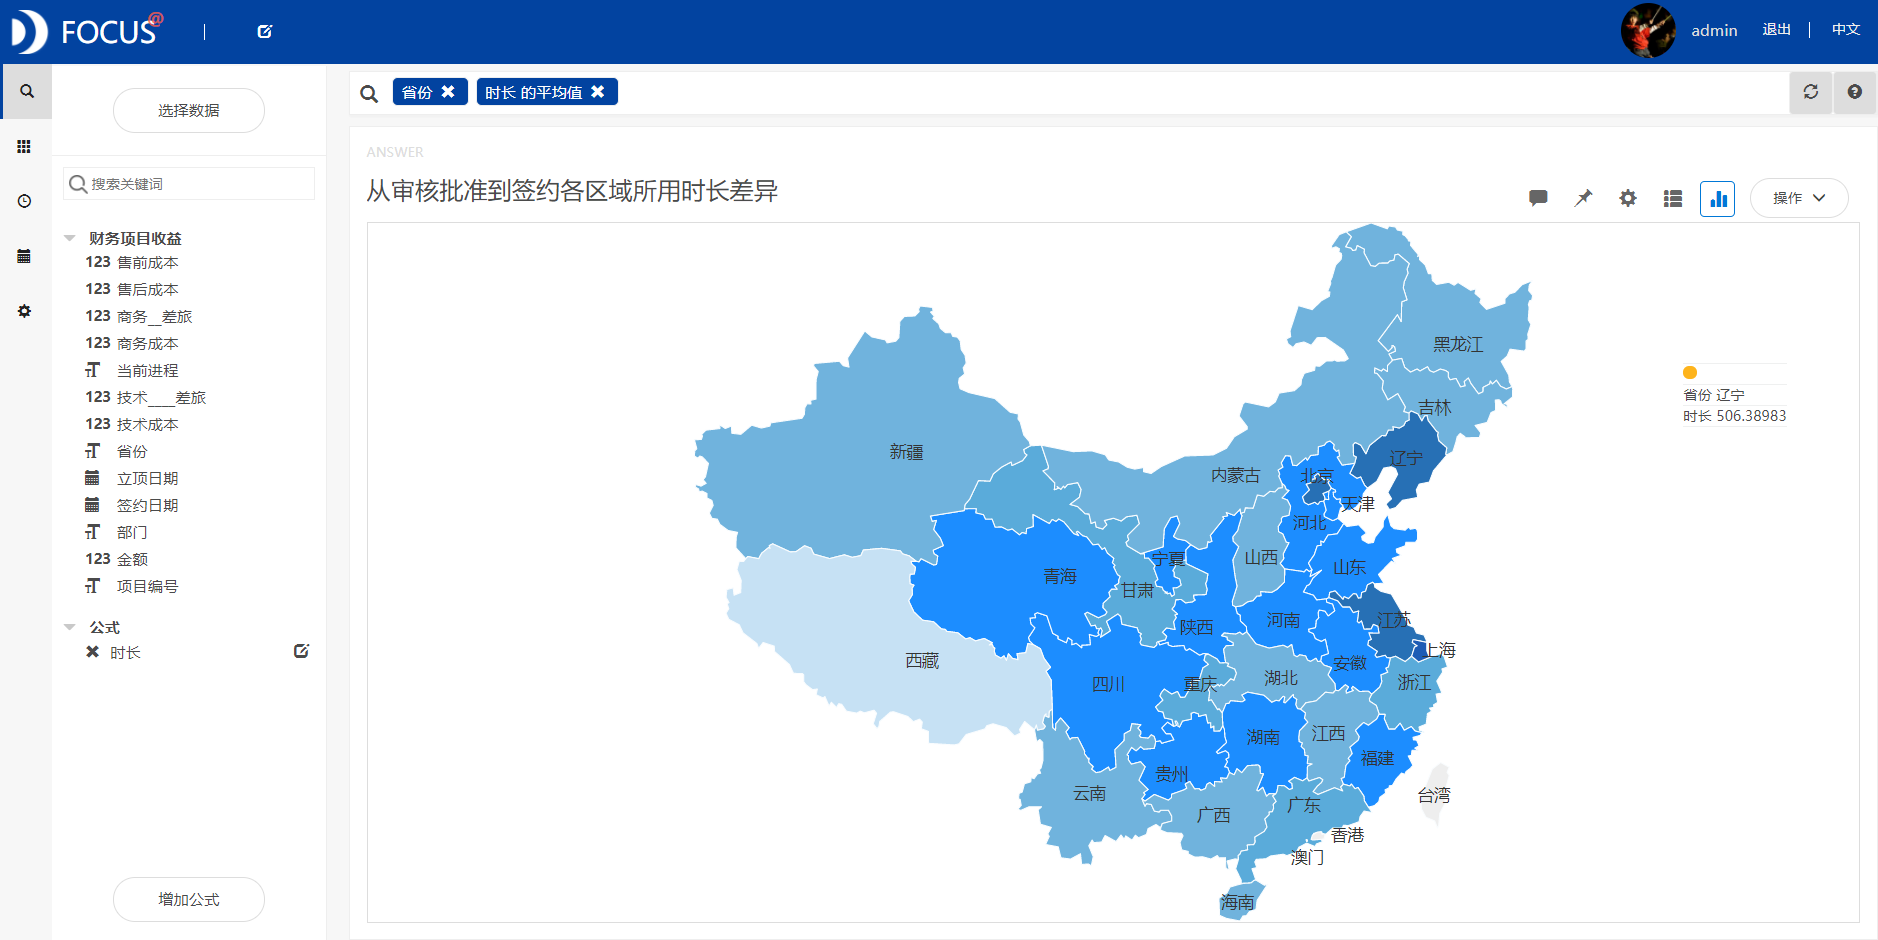 FOCUS@
admin 退出 中文
选择数据
搜索关键词
财务项目收益
123 售前成本
123 售后成本
123 商务__差旅
123 商务成本
当前进程
123 技术____差旅
123 技术成本
省份
立顶日期
签约日期
部门
123 金额
项目编号
公式
时长
增加公式
省份 ✖ 时长 的平均值 ✖
ANSWER
从审核批准到签约各区域所用时长差异
操作
黑龙江
吉林
辽宁
新疆
内蒙古
北京
天津
河北
山西
宁夏
山东
青海
甘肃
河南
江苏
陕西
上海
西藏
安徽
四川
重庆
湖北
浙江
湖南
江西
福建
贵州
云南
台湾
广东
广西
香港
澳门
海南
省份 辽宁
时长 506.38983